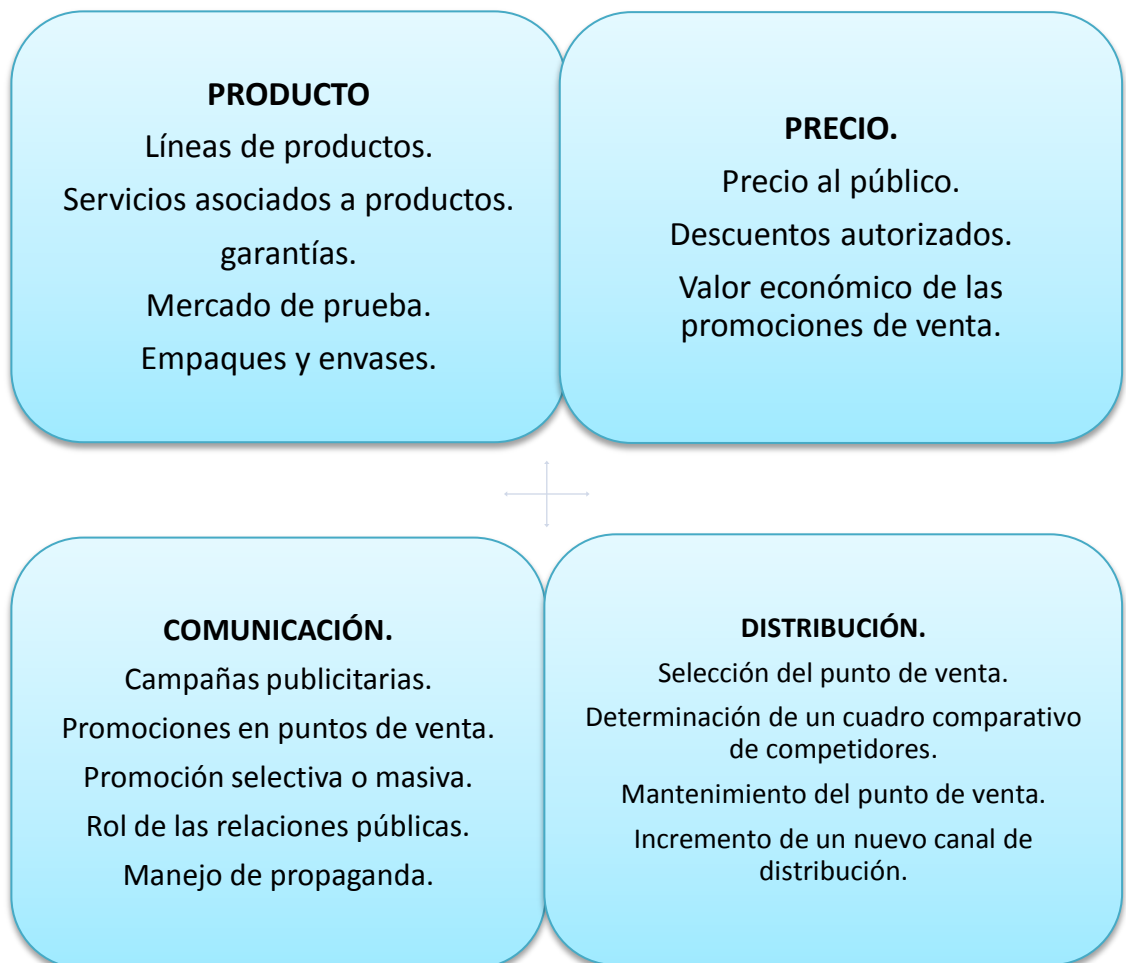 PRODUCTO
Líneas de productos.
Servicios asociados a productos.
garantías.
Mercado de prueba.
Empaques y envases.
PRECIO.
Precio al público.
Descuentos autorizados.
Valor económico de las
promociones de venta.
COMUNICACIÓN.
Campañas publicitarias.
Promociones en puntos de venta.
Promoción selectiva o masiva.
Rol de las relaciones públicas.
Manejo de propaganda.
DISTRIBUCIÓN.
Selección del punto de venta.
Determinación de un cuadro comparativo
de competidores.
Mantenimiento del punto de venta.
Incremento de un nuevo canal de
distribución.